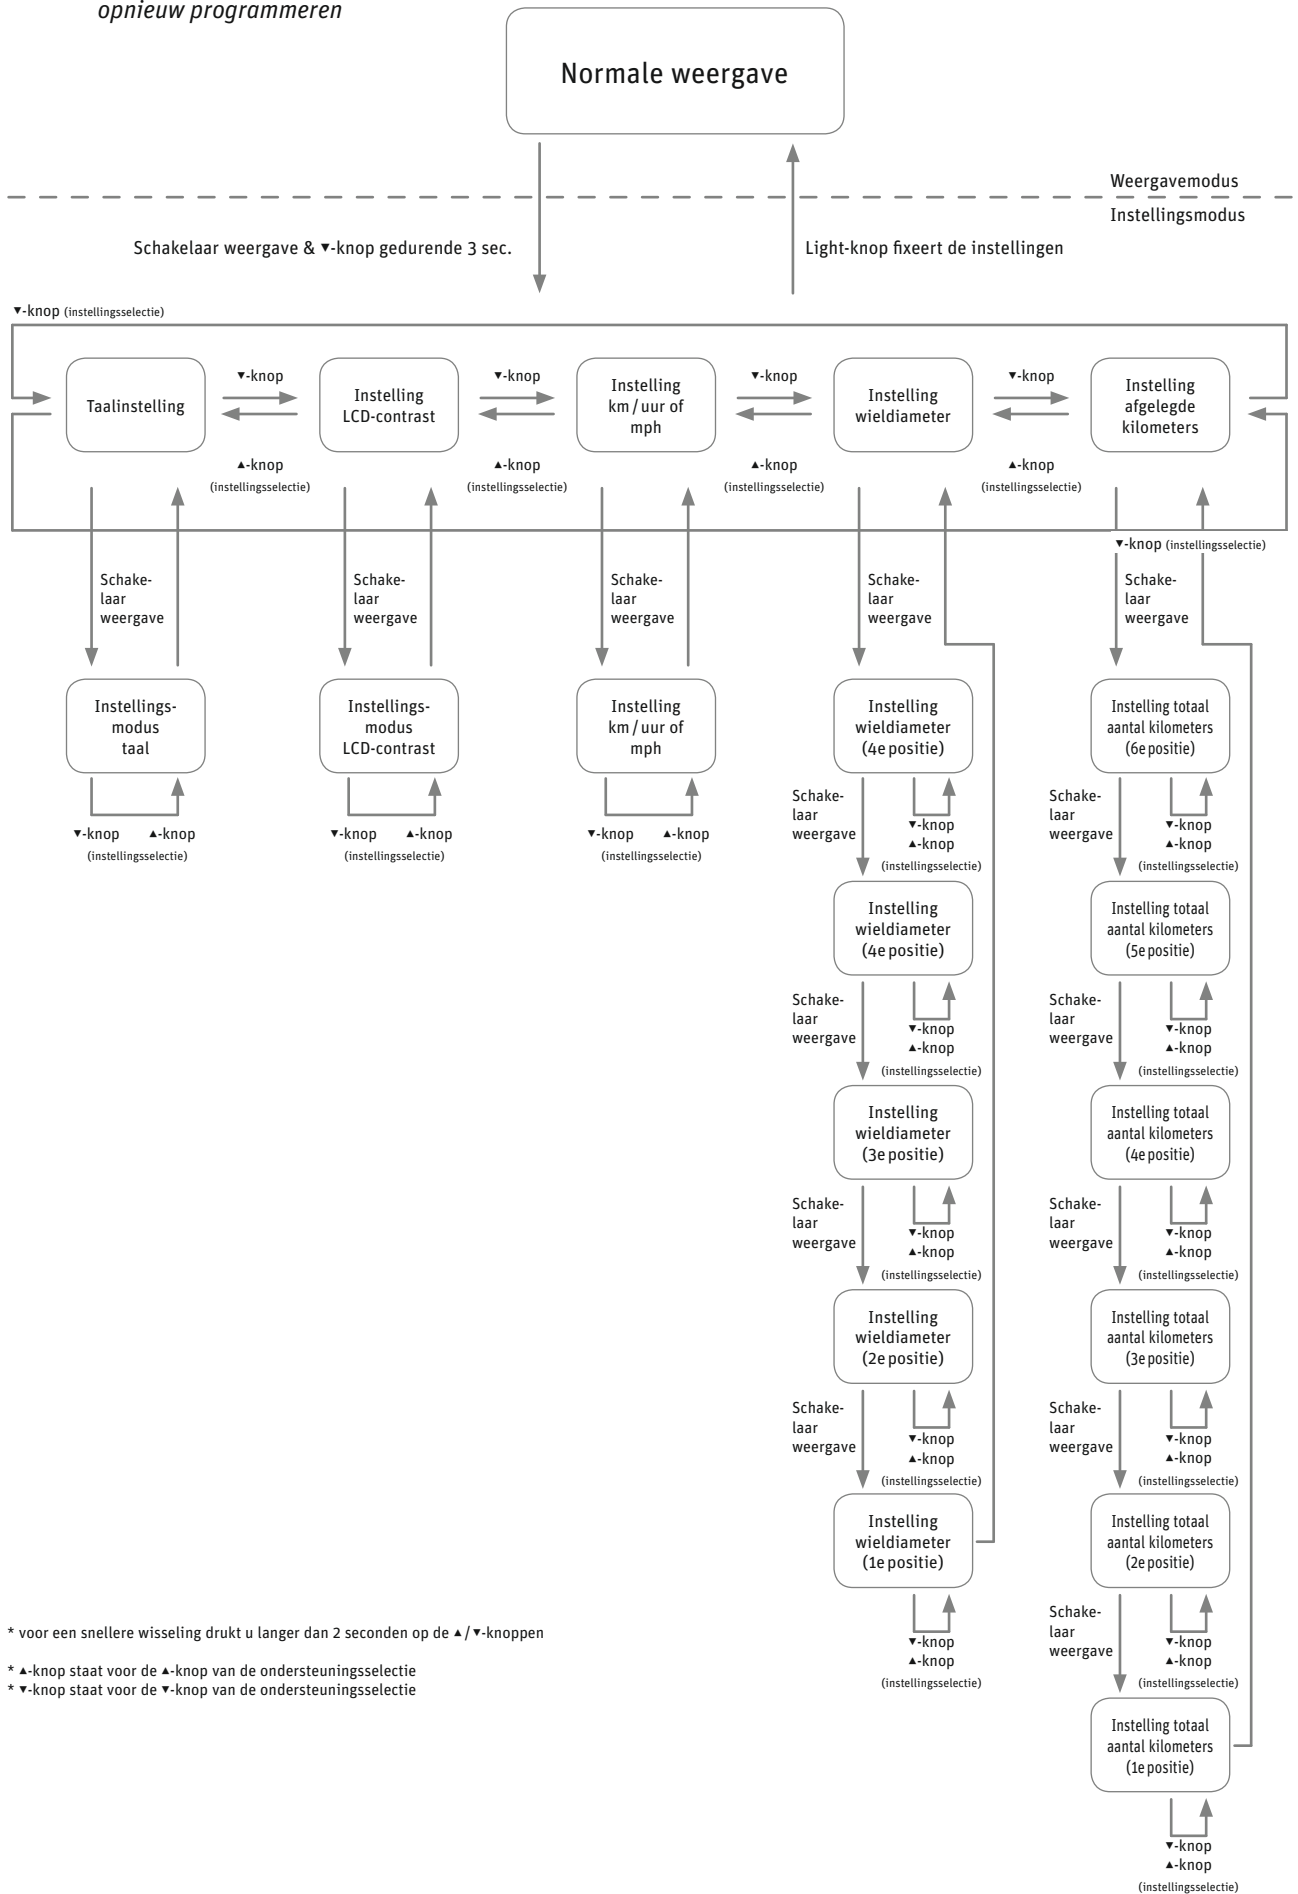 opnieuw programmeren
Normale weergave
Weergavemodus
Instellingsmodus
Schakelaar weergave & ▼-knop gedurende 3 sec.
Light-knop fixeert de instellingen
▼-knop (instellingsselectie)
Taalinstelling
▼-knop
▲-knop
(instellingsselectie)
Instelling
LCD-contrast
▼-knop
▲-knop
(instellingsselectie)
Instelling
km / uur of
mph
▼-knop
▲-knop
(instellingsselectie)
Instelling
wieldiameter
▼-knop
▲-knop
(instellingsselectie)
Instelling
afgelegde
kilometers
▼-knop (instellingsselectie)
Schake-
laar
weergave
Schake-
laar
weergave
Schake-
laar
weergave
Schake-
laar
weergave
Schake-
laar
weergave
Instellings-
modus
taal
▼-knop ▲-knop
(instellingsselectie)
Instellings-
modus
LCD-contrast
▼-knop ▲-knop
(instellingsselectie)
Instelling
km / uur of
mph
▼-knop ▲-knop
(instellingsselectie)
Instelling
wieldiameter
(4e positie)
Schake-
laar
weergave
▼-knop
▲-knop
(instellingsselectie)
Instelling
wieldiameter
(4e positie)
Schake-
laar
weergave
▼-knop
▲-knop
(instellingsselectie)
Instelling
wieldiameter
(3e positie)
Schake-
laar
weergave
▼-knop
▲-knop
(instellingsselectie)
Instelling
wieldiameter
(2e positie)
Schake-
laar
weergave
▼-knop
▲-knop
(instellingsselectie)
Instelling
wieldiameter
(1e positie)
▼-knop
▲-knop
(instellingsselectie)
Instelling totaal
aantal kilometers
(6e positie)
Schake-
laar
weergave
▼-knop
▲-knop
(instellingsselectie)
Instelling totaal
aantal kilometers
(5e positie)
Schake-
laar
weergave
▼-knop
▲-knop
(instellingsselectie)
Instelling totaal
aantal kilometers
(4e positie)
Schake-
laar
weergave
▼-knop
▲-knop
(instellingsselectie)
Instelling totaal
aantal kilometers
(3e positie)
Schake-
laar
weergave
▼-knop
▲-knop
(instellingsselectie)
Instelling totaal
aantal kilometers
(2e positie)
Schake-
laar
weergave
▼-knop
▲-knop
(instellingsselectie)
Instelling totaal
aantal kilometers
(1e positie)
▼-knop
▲-knop
(instellingsselectie)
* voor een snellere wisseling drukt u langer dan 2 seconden op de ▲/▼-knoppen
* ▲-knop staat voor de ▲-knop van de ondersteuningsselectie
* ▼-knop staat voor de ▼-knop van de ondersteuningsselectie